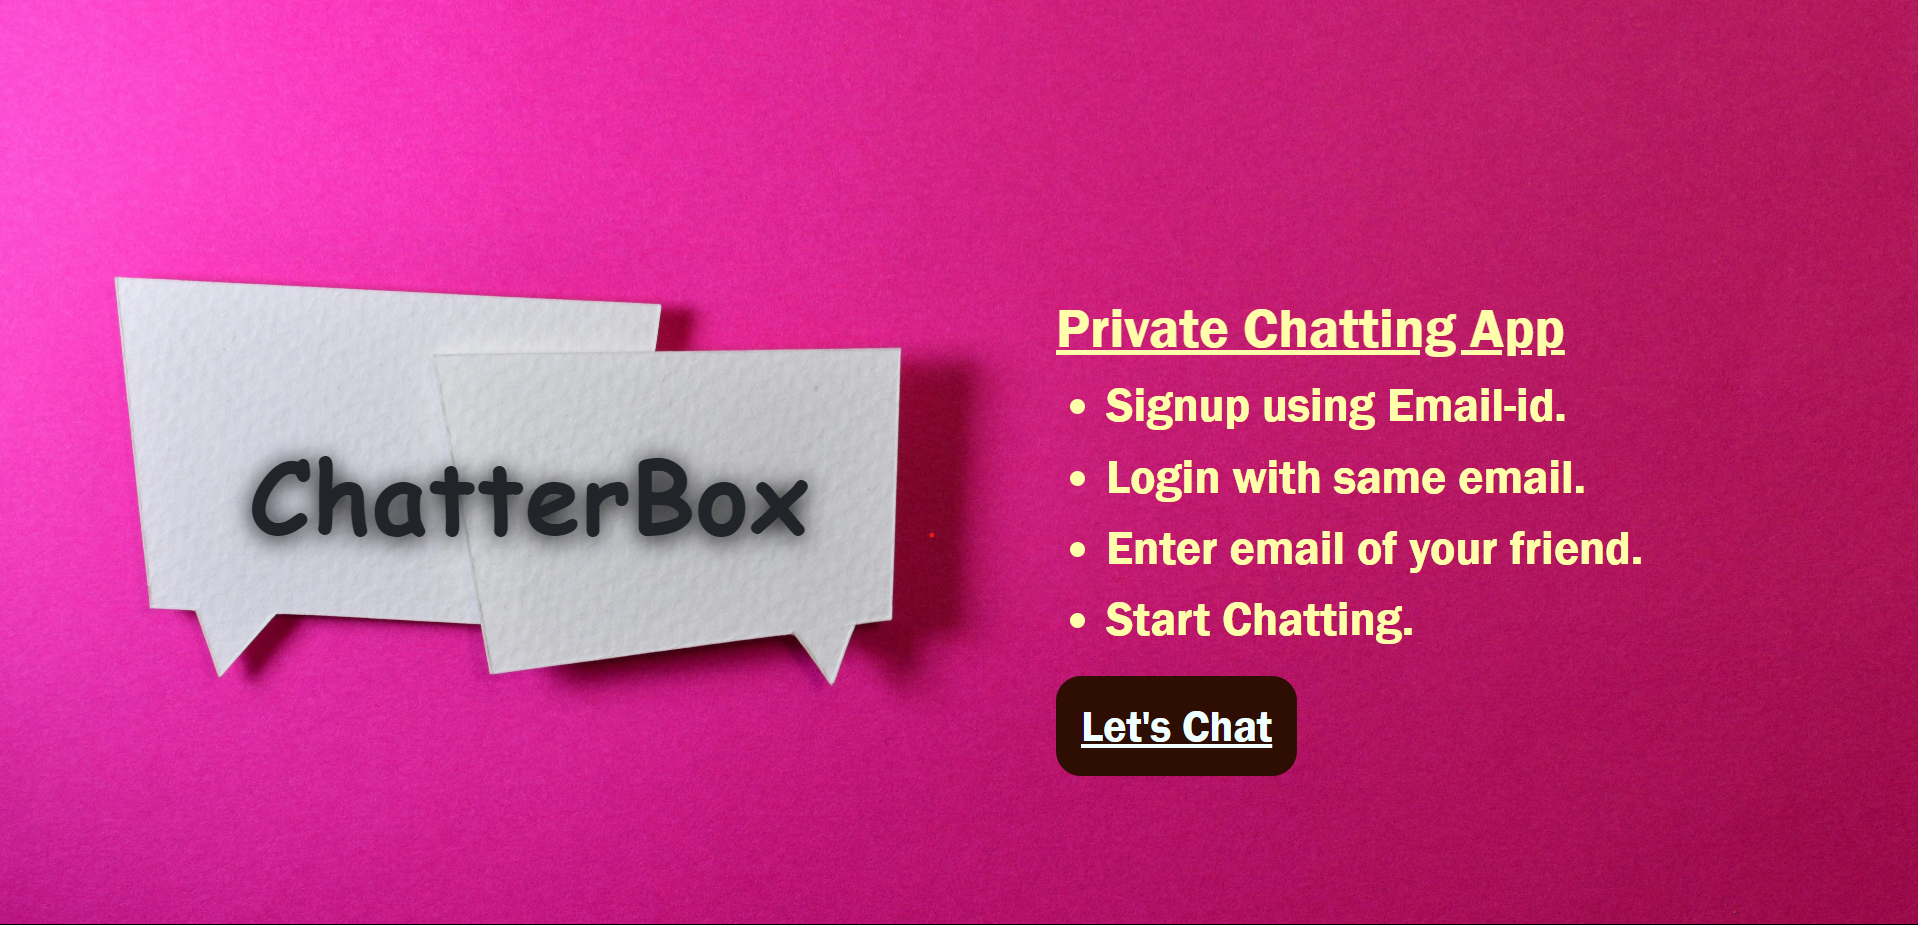 ChatterBox
Private Chatting App
Signup using Email-id.
Login with same email.
Enter email of your friend.
Start Chatting.
Let's Chat